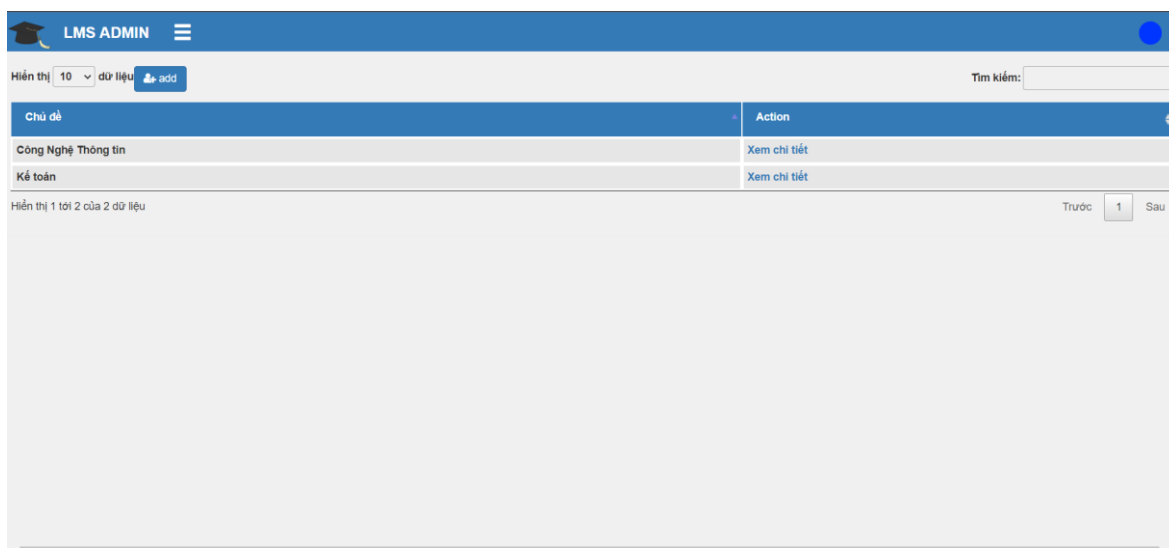 LMS ADMIN
Hiển thị 10 dữ liệu add Tìm kiếm:
Chủ đề Action
Công Nghệ Thông tin Xem chi tiết
Kế toán Xem chi tiết
Hiển thị 1 tới 2 của 2 dữ liệu Trước 1 Sau